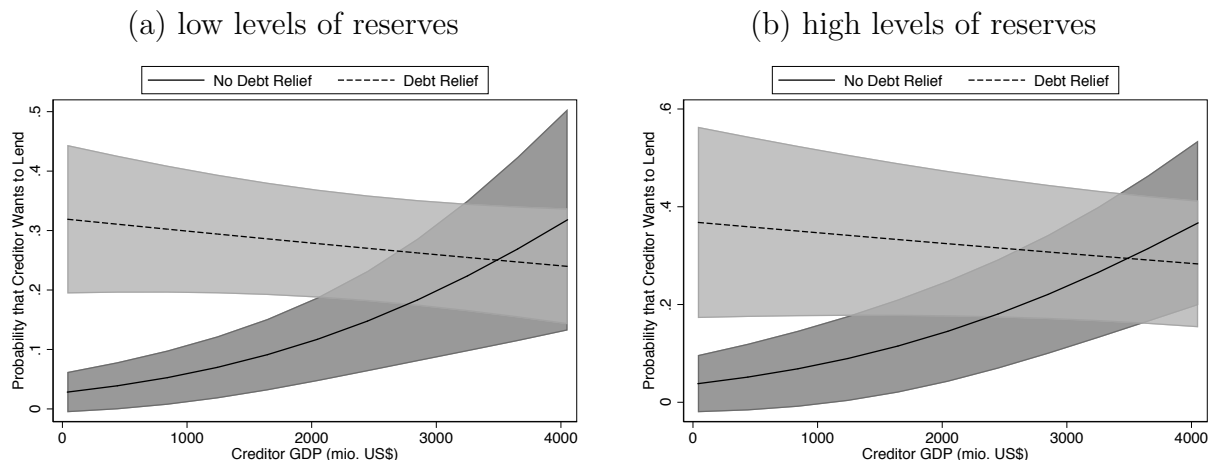 (a) low levels of reserves
No Debt Relief
Debt Relief
Probability that Creditor Wants to Lend
.5
.4
.3
.2
.1
0
0 1000 2000 3000 4000
Creditor GDP (mio. US$)
(b) high levels of reserves
No Debt Relief
Debt Relief
Probability that Creditor Wants to Lend
.6
.4
.2
0
0 1000 2000 3000 4000
Creditor GDP (mio. US$)